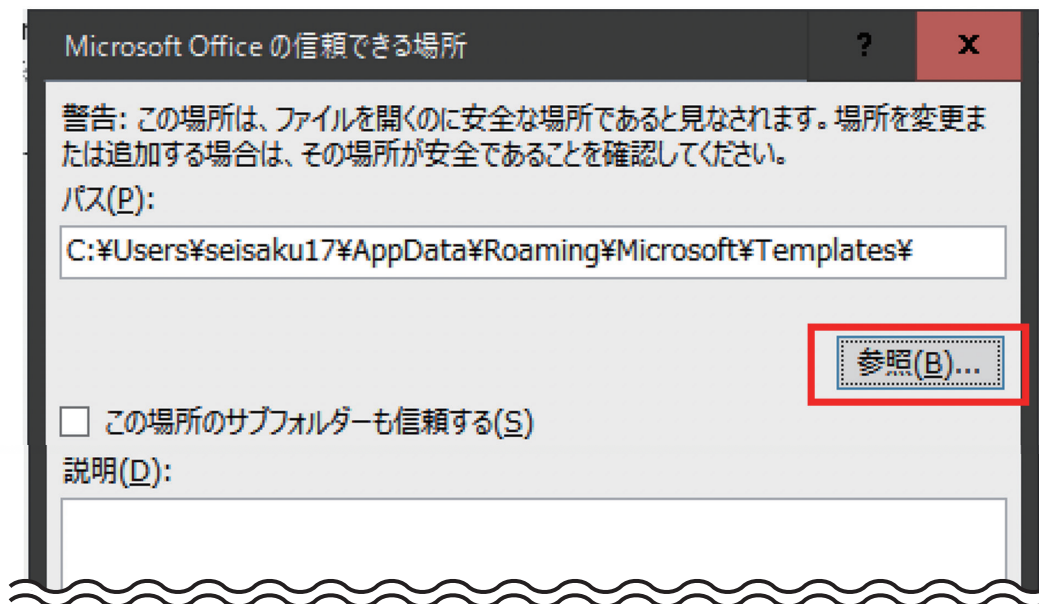 Microsoft Office の信頼できる場所
? x
警告: この場所は、ファイルを開くのに安全な場所であると見なされます。場所を変更ま
たは追加する場合は、その場所が安全であることを確認してください。
パス(P):
C:¥Users¥seisaku17¥AppData¥Roaming¥Microsoft¥Templates¥
参照(B)...
この場所のサブフォルダーも信頼する(S)
説明(D):